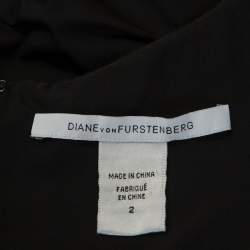 DIANE VON FURSTENBERG
MADE IN CHINA
FABRIQUÉ
EN CHINE
2